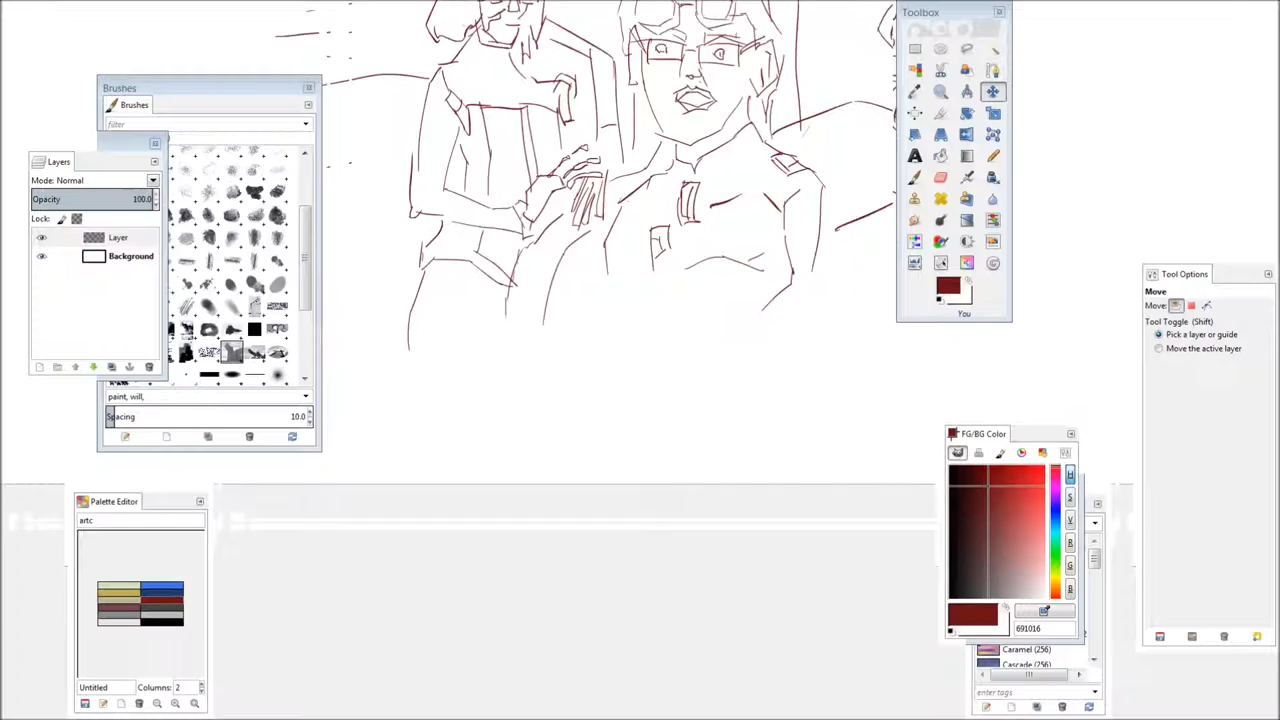 Toolbox
Brushes
Brushes
filter
Layers
Mode: Normal
Opacity 100.0
Lock:
Layer
Background
paint, will,
Spacing 10.0
You
Tool Options
Move
Move:
Tool Toggle (Shift)
Pick a layer or guide
Move the active layer
FG/BG Color
H
S
V
R
G
B
691016
Caramel (256)
Cascade (256)
enter tags
Palette Editor
artc
Untitled Columns: 2